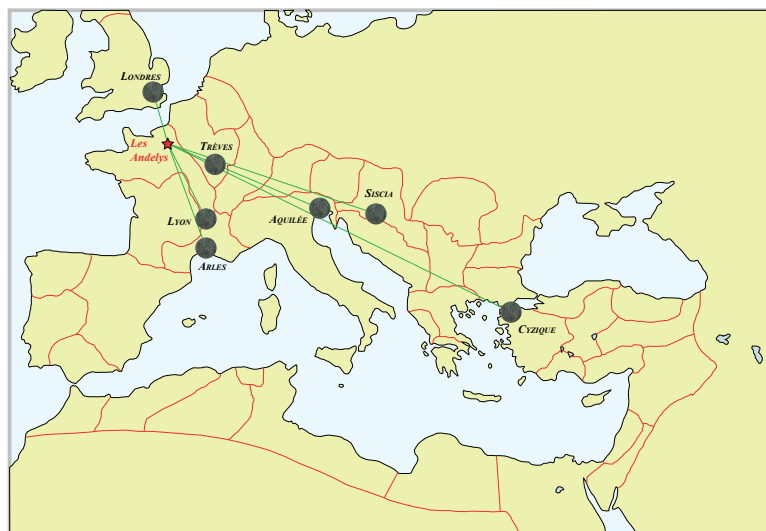 LONDRES
Les
Andelys
TRÈVES
SISCIA
LYON
AQUILÉE
ARLES
CYZIQUE